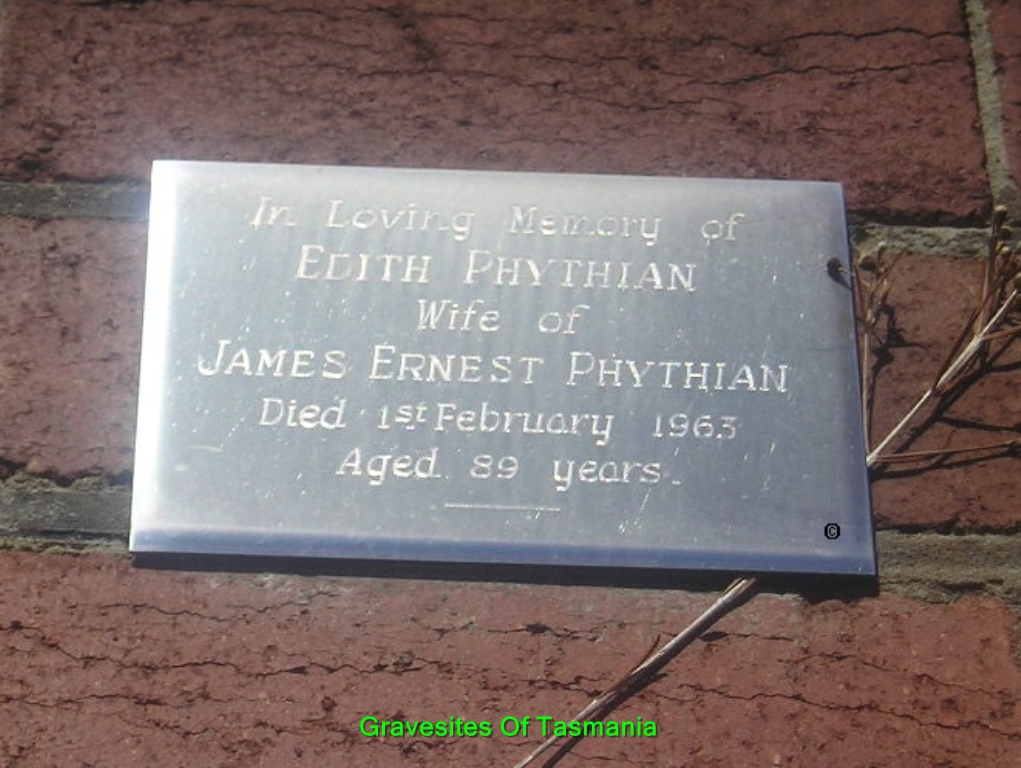 In Loving Memory of
EDITH PHYTHIAN
Wife of
JAMES ERNEST PHYTHIAN
Died 1st February 1963
Aged 89 years.
©
Gravesites Of Tasmania